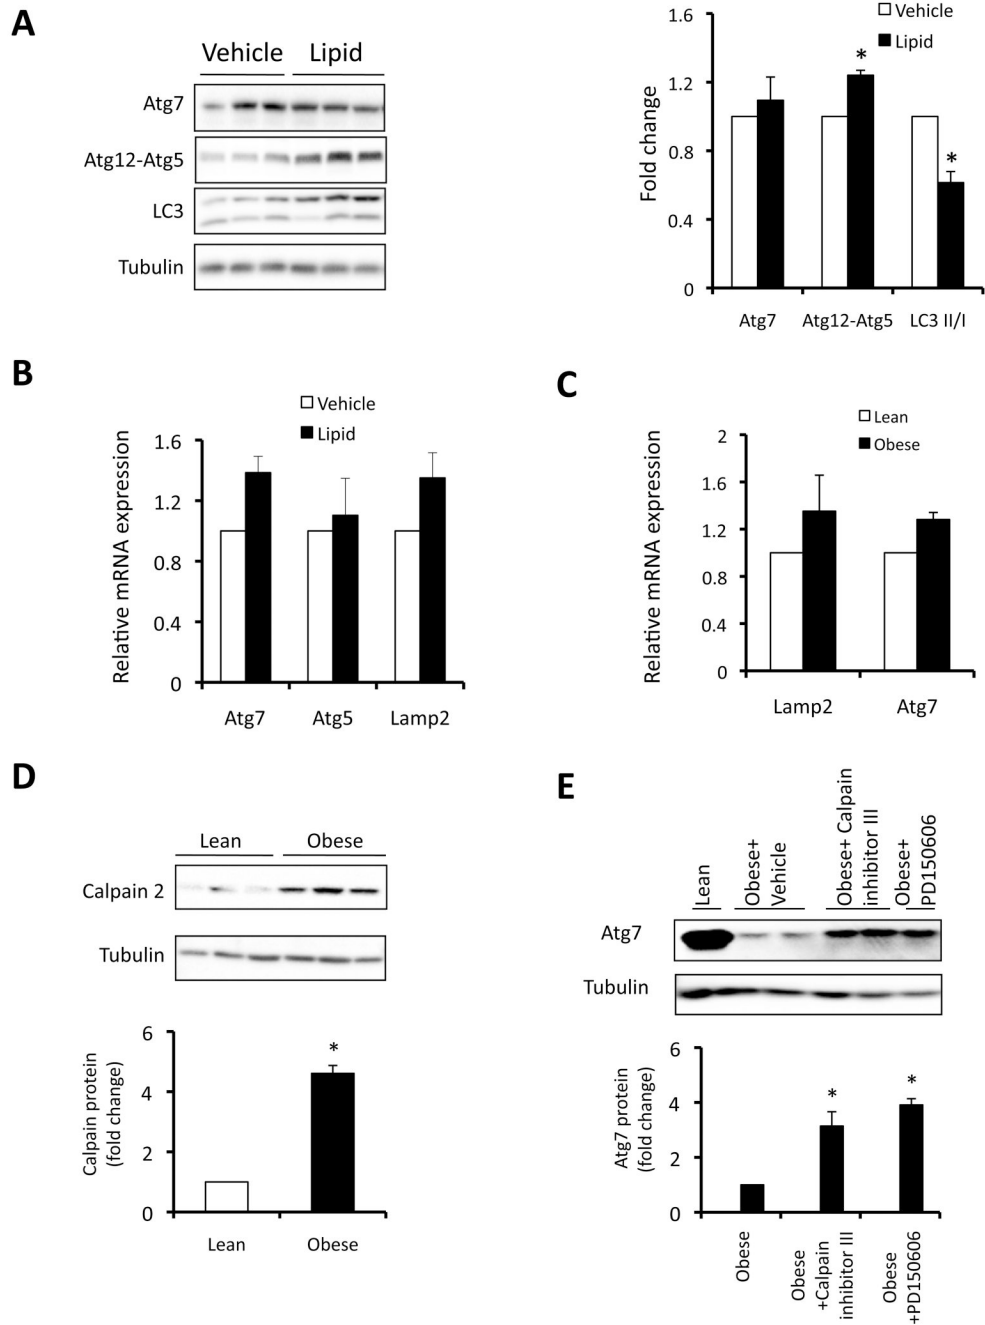 A
Vehicle Lipid
Atg7
Atg12-Atg5
LC3
Tubulin
Vehicle
Lipid
Fold change
1.6
1.2
0.8
0.4
0
*
*
Atg7 Atg12-Atg5 LC3 II/I
B
Vehicle
Lipid
Relative mRNA expression
1.6
1.2
0.8
0.4
0
Atg7 Atg5 Lamp2
C
Lean
Obese
Relative mRNA expression
2
1.6
1.2
0.8
0.4
0
Lamp2 Atg7
D
Lean Obese
Calpain 2
Tubulin
Calpain protein
(fold change)
6
4
2
0
*
Lean Obese
E
Lean
Obese+
Vehicle
Obese+ Calpain
inhibitor III
Obese+
PD150606
Atg7
Tubulin
Atg7 protein
(fold change)
6
4
2
0
*
*
Obese
Obese
+Calpain
inhibitor III
Obese
+PD150606